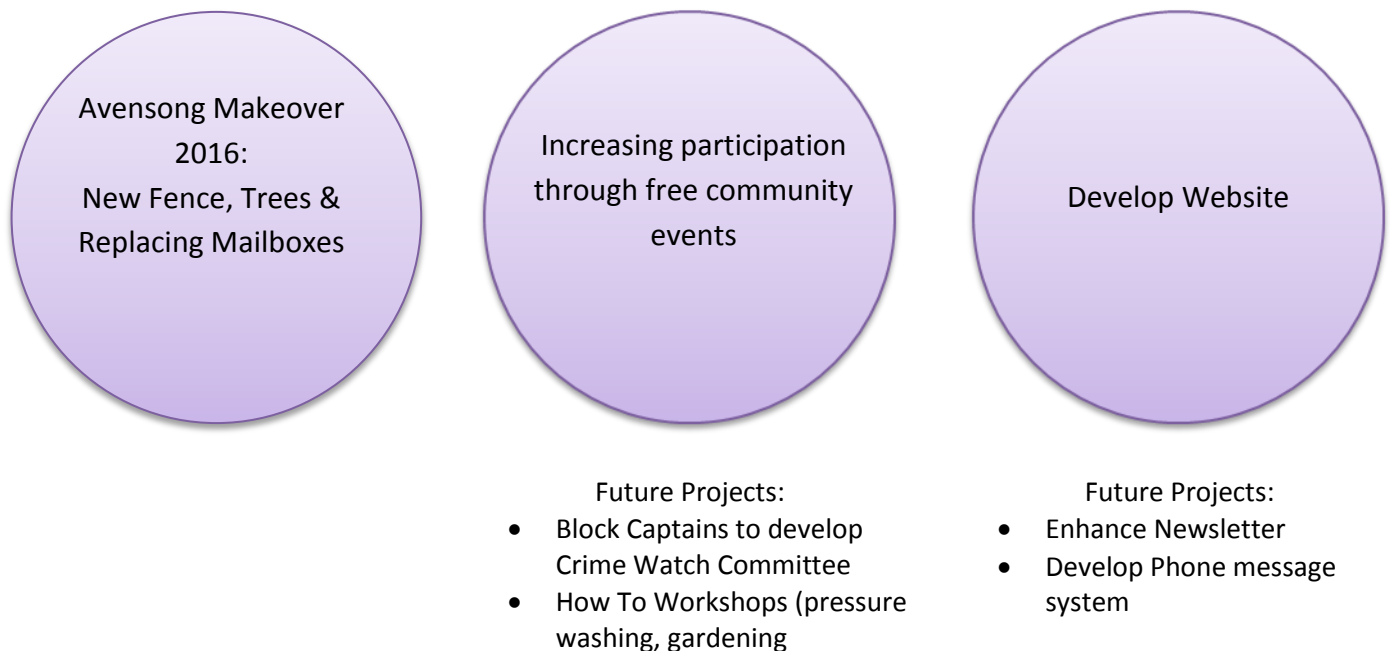 Avensong Makeover
2016:
New Fence, Trees &
Replacing Mailboxes
Increasing participation
through free community
events
Develop Website
Future Projects:
• Block Captains to develop
Crime Watch Committee
• How To Workshops (pressure
washing, gardening
Future Projects:
• Enhance Newsletter
• Develop Phone message
system